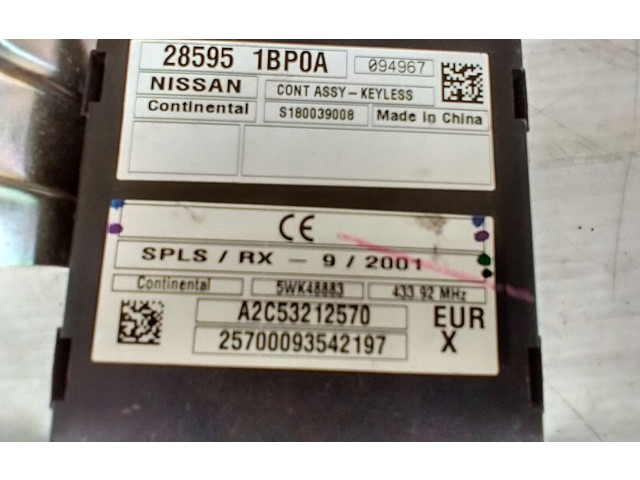 28595 1BP0A 094967
NISSAN CONT ASSY-KEYLESS
Continental S180039008 Made in China
CE
SPLS / RX - 9 / 2001
Continental 5WK48883 433.92 MHz
A2C53212570 EUR
25700093542197 X